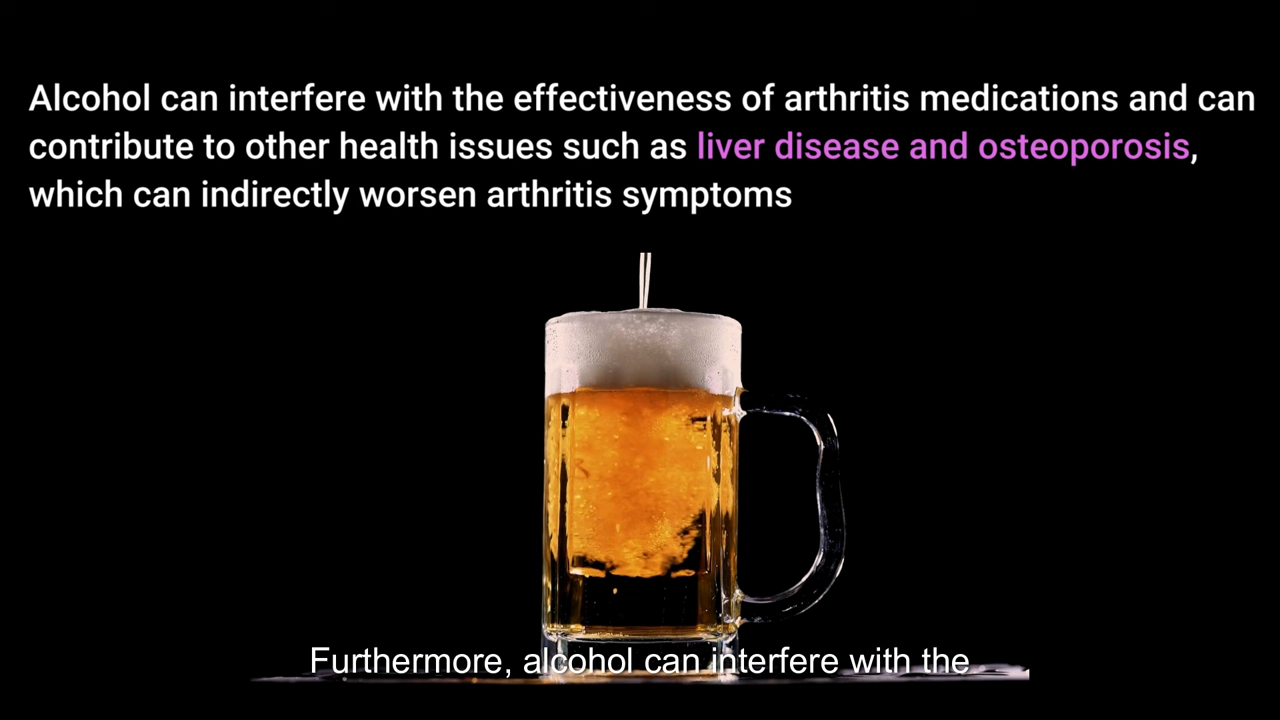 Alcohol can interfere with the effectiveness of arthritis medications and can
contribute to other health issues such as liver disease and osteoporosis,
which can indirectly worsen arthritis symptoms
Furthermore, alcohol can interfere with the